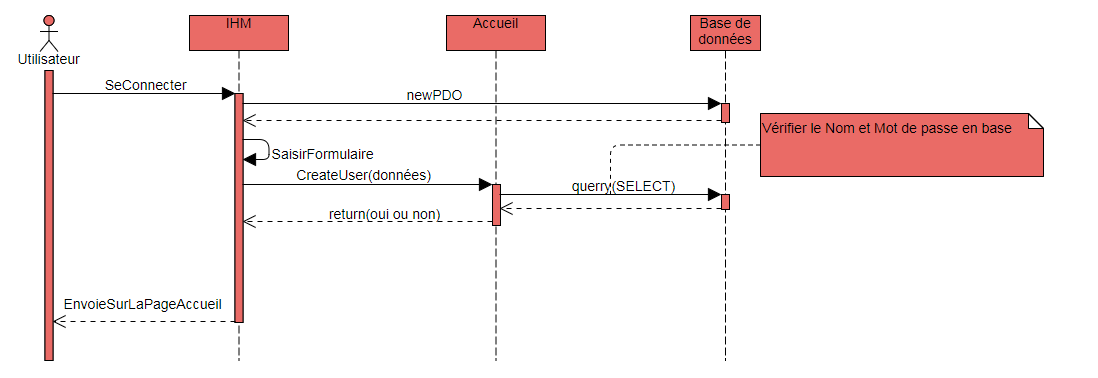 IHM
Accueil
Base de
données
Utilisateur
SeConnecter
newPDO
Vérifier le Nom et Mot de passe en base
SaisirFormulaire
CreateUser(données)
querry(SELECT)
return(oui ou non)
EnvoieSurLaPageAccueil